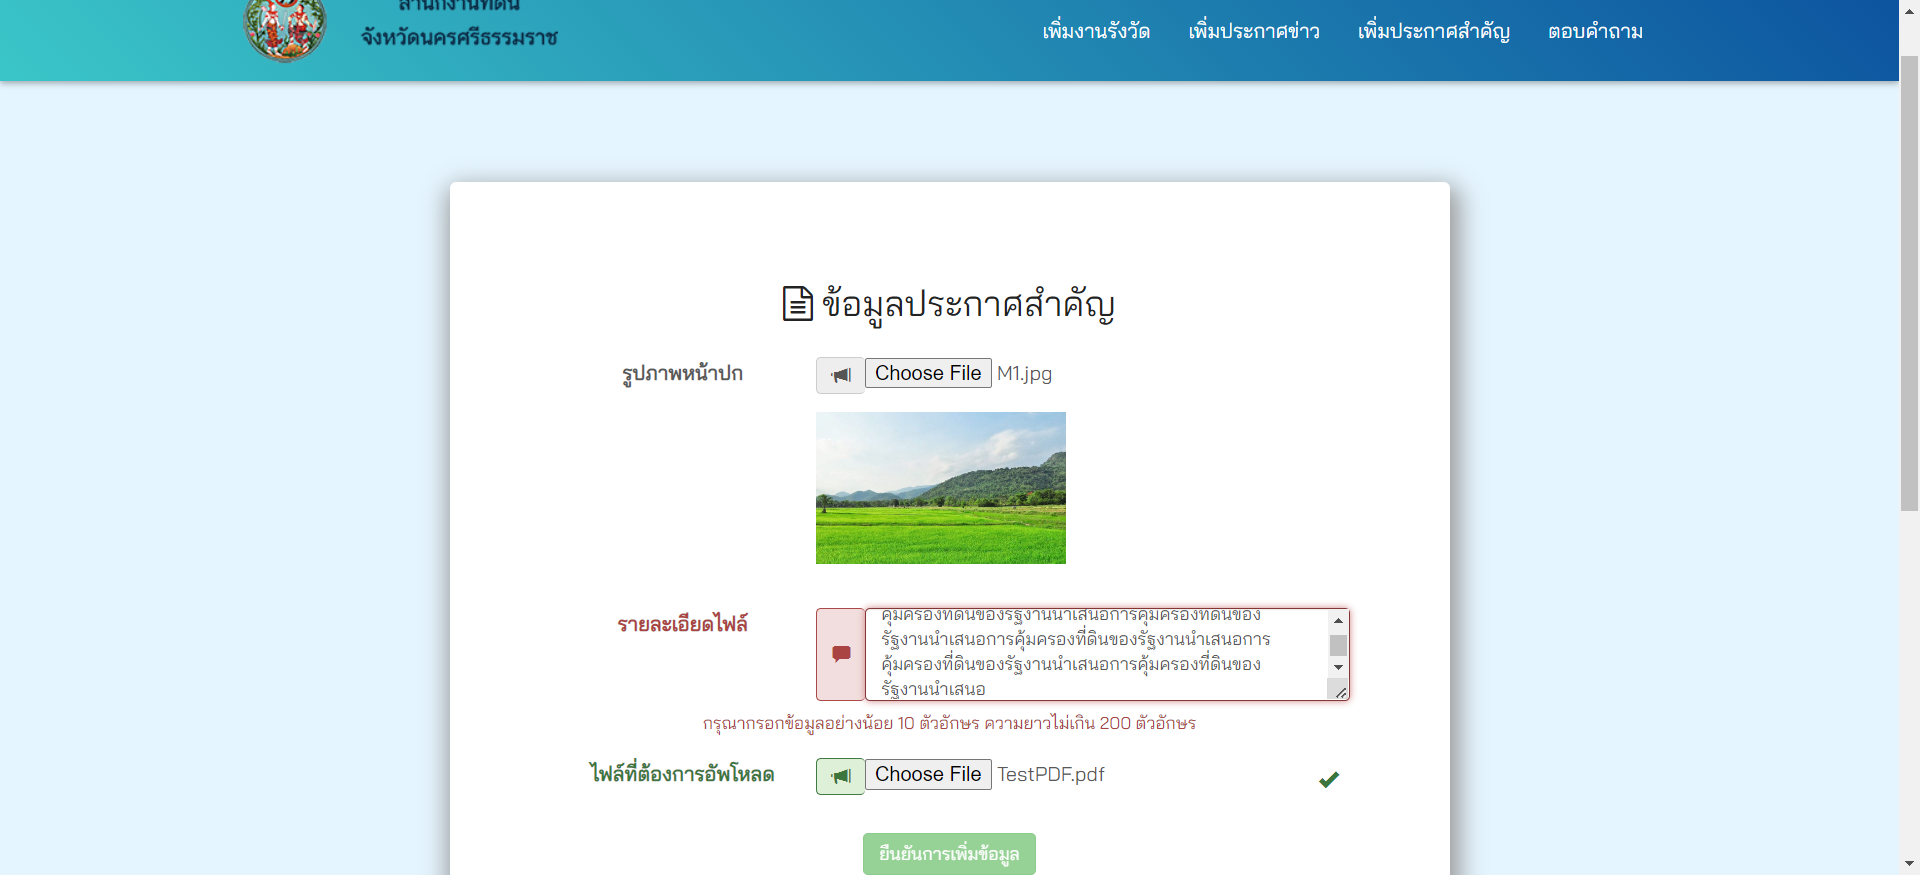 สำนักงานที่ดิน
จังหวัดนครศรีธรรมราช
เพิ่มงานรังวัด เพิ่มประกาศข่าว เพิ่มประกาศสำคัญ ตอบคำถาม
ข้อมูลประกาศสำคัญ
รูปภาพหน้าปก Choose File M1.jpg
รายละเอียดไฟล์
คุ้มครองที่ดินของรัฐงานนำเสนอการคุ้มครองที่ดินของ
รัฐงานนำเสนอการคุ้มครองที่ดินของรัฐงานนำเสนอการ
คุ้มครองที่ดินของรัฐงานนำเสนอการคุ้มครองที่ดินของ
รัฐงานนำเสนอ
กรุณากรอกข้อมูลอย่างน้อย 10 ตัวอักษร ความยาวไม่เกิน 200 ตัวอักษร
ไฟล์ที่ต้องการอัพโหลด Choose File TestPDF.pdf
ยืนยันการเพิ่มข้อมูล